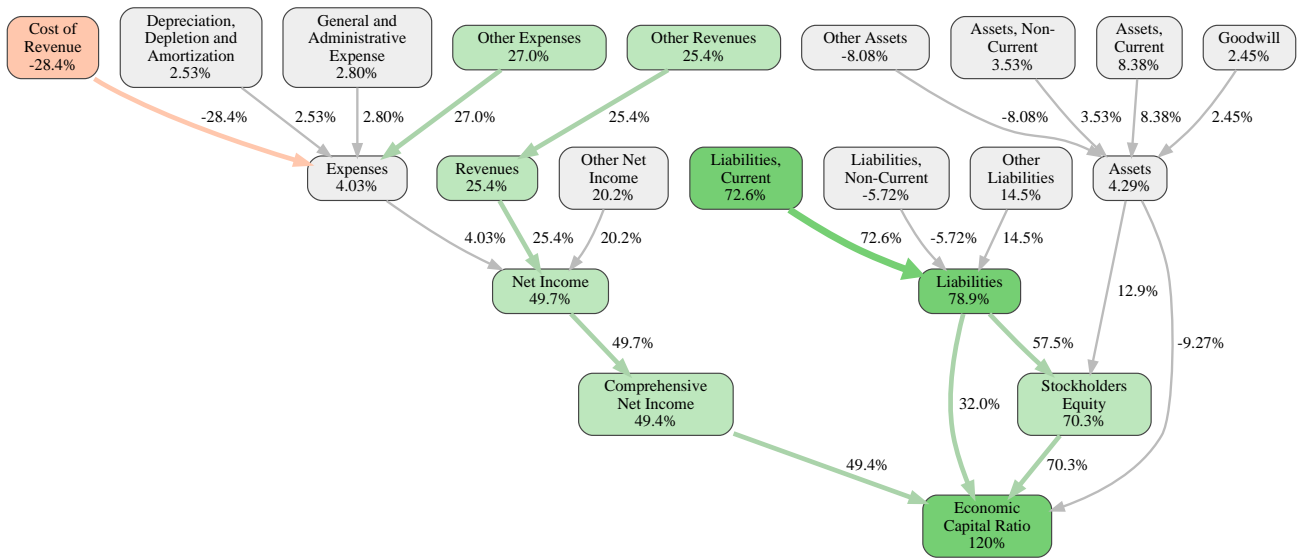 Cost of
Revenue
-28.4%
Depreciation,
Depletion and
Amortization
2.53%
General and
Administrative
Expense
2.80%
Other Expenses
27.0%
Other Revenues
25.4%
Other Assets
-8.08%
Assets, Non-
Current
3.53%
Assets,
Current
8.38%
Goodwill
2.45%
-28.4%
2.53%
2.80%
27.0%
25.4%
-8.08%
3.53%
8.38%
2.45%
Expenses
4.03%
Revenues
25.4%
Other Net
Income
20.2%
Liabilities,
Current
72.6%
Liabilities,
Non-Current
-5.72%
Other
Liabilities
14.5%
Assets
4.29%
4.03%
25.4%
20.2%
72.6%
-5.72%
14.5%
Net Income
49.7%
Liabilities
78.9%
12.9%
49.7%
57.5%
-9.27%
Comprehensive
Net Income
49.4%
32.0%
Stockholders
Equity
70.3%
49.4%
70.3%
Economic
Capital Ratio
120%